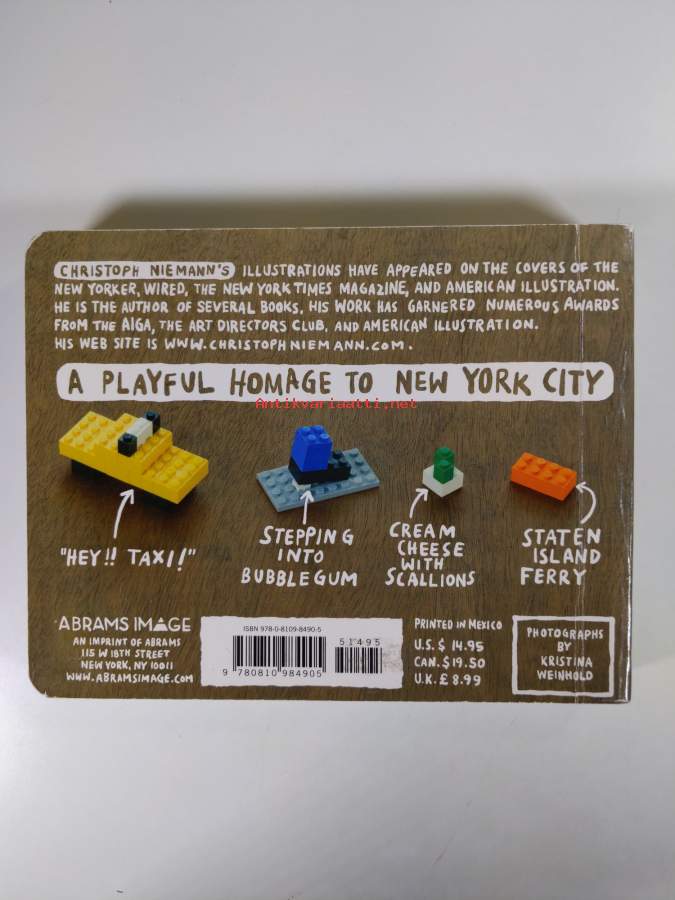 CHRISTOPH NIEMANN'S ILLUSTRATIONS HAVE APPEARED ON THE COVERS OF THE
NEW YORKER, WIRED, THE NEW YORK TIMES MAGAZINE, AND AMERICAN ILLUSTRATION.
HE IS THE AUTHOR OF SEVERAL BOOKS, HIS WORK HAS GARNERED NUMEROUS AWARDS
FROM THE AIGA, THE ART DIRECTORS CLUB, AND AMERICAN ILLUSTRATION.
HIS WEB SITE IS WWW.CHRISTOPHNIEMANN.COM.
A PLAYFUL HOMAGE TO NEW YORK CITY
Antikvariaatti.net
"HEY!! TAXI!"
STEPPING
INTO
BUBBLEGUM
CREAM
CHEESE
WITH
SCALLIONS
STATEN
ISLAND
FERRY
ABRAMS IMAGE
AN IMPRINT OF ABRAMS
115 W 18TH STREET
NEW YORK, NY 10011
WWW.ABRAMSIMAGE.COM
ISBN 978-0-8109-8490-5
51495
9 780810 984905
PRINTED IN MEXICO
U.S. $ 14.95
CAN. $19.50
U.K. £ 8.99
PHOTOGRAPHS
BY
KRISTINA
WEINHOLD